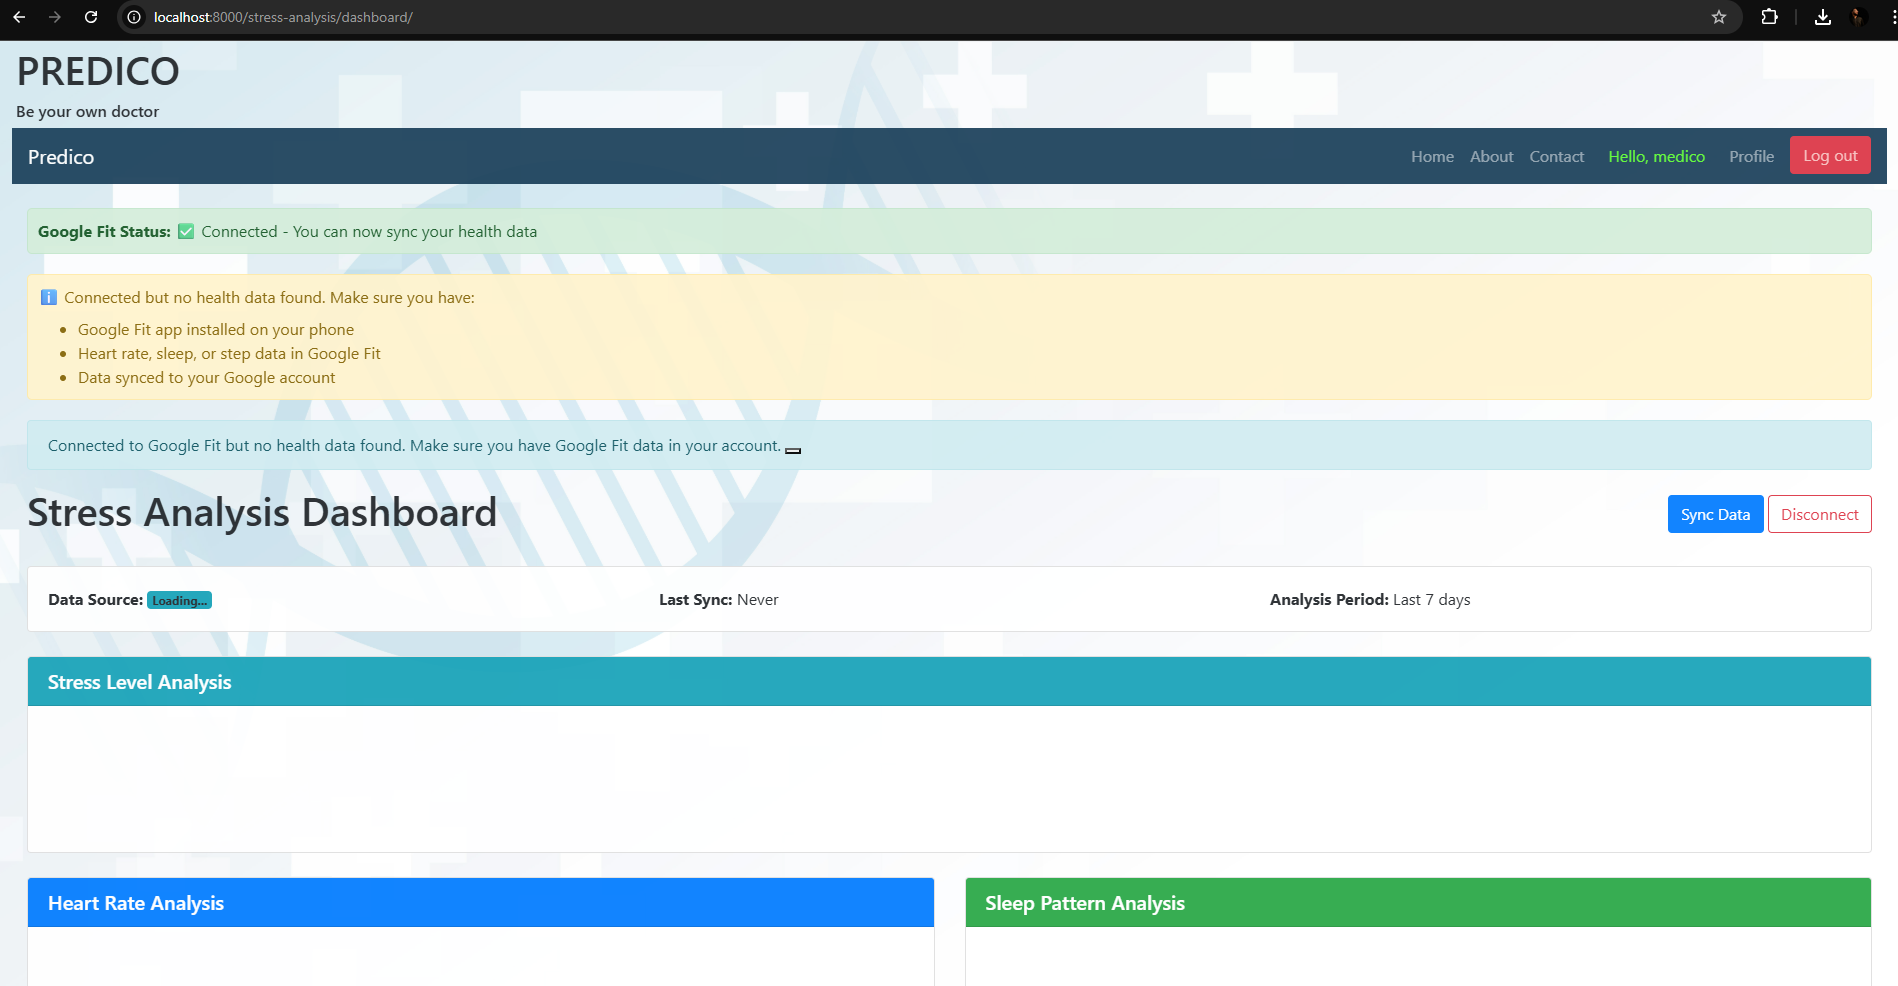 localhost:8000/stress-analysis/dashboard/
PREDICO
Be your own doctor
Predico Home About Contact Hello, medico Profile Log out
Google Fit Status: ✅ Connected - You can now sync your health data
ℹ️ Connected but no health data found. Make sure you have:
• Google Fit app installed on your phone
• Heart rate, sleep, or step data in Google Fit
• Data synced to your Google account
Connected to Google Fit but no health data found. Make sure you have Google Fit data in your account.
Stress Analysis Dashboard Sync Data Disconnect
Data Source: Loading... Last Sync: Never Analysis Period: Last 7 days
Stress Level Analysis
Heart Rate Analysis Sleep Pattern Analysis